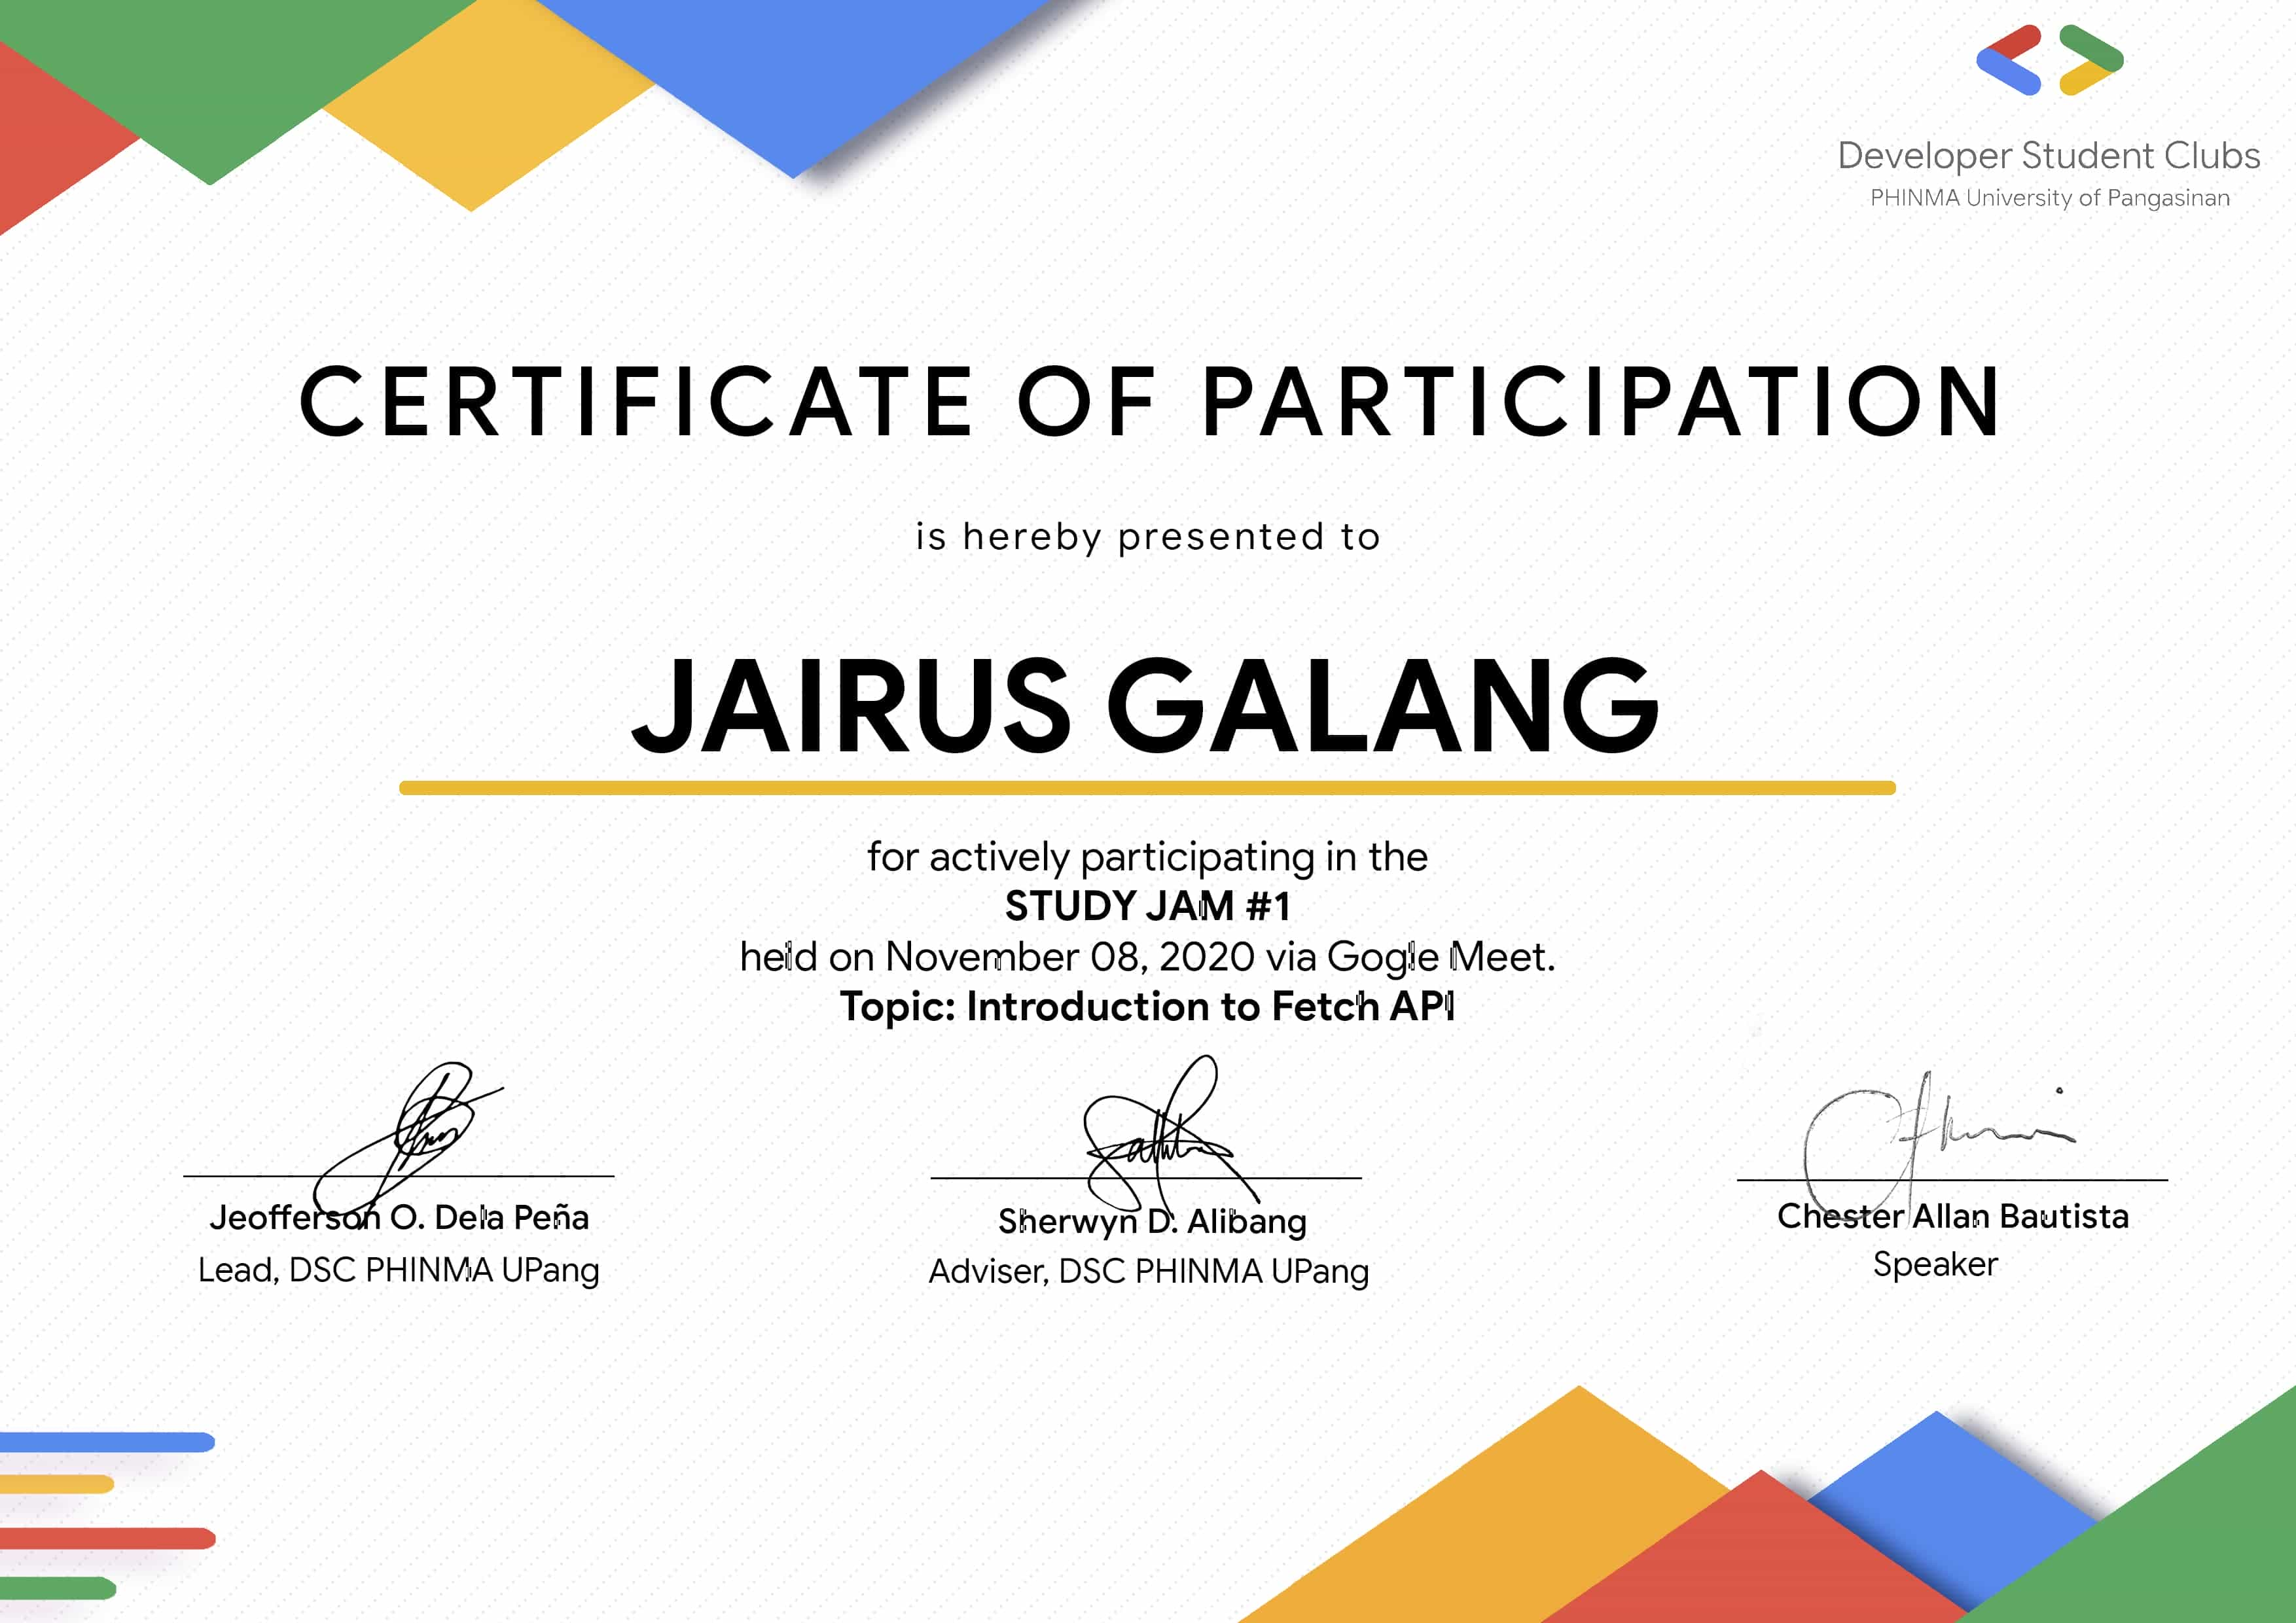 Developer Student Clubs
PHINMA University of Pangasinan
CERTIFICATE OF PARTICIPATION
is hereby presented to
JAIRUS GALANG
for actively participating in the
STUDY JAM #1
held on November 08, 2020 via Gogle Meet.
Topic: Introduction to Fetch API
Jeofferson O. Dela Peña
Lead, DSC PHINMA UPang
Sherwyn D. Alibang
Adviser, DSC PHINMA UPang
Chester Allan Bautista
Speaker